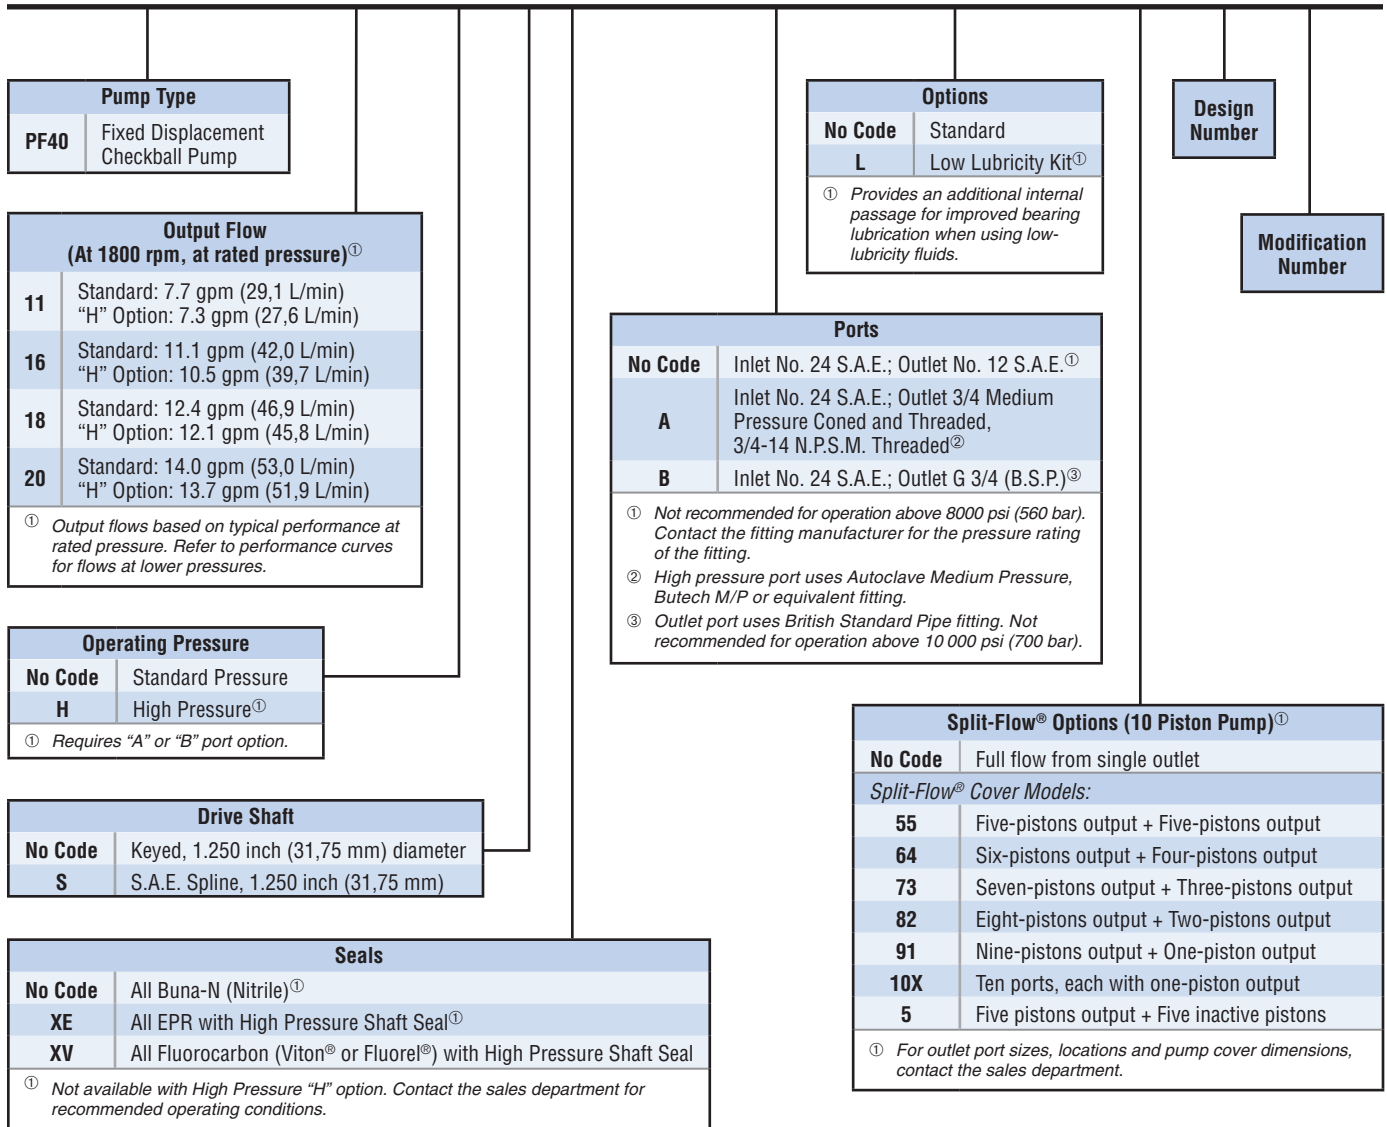 Pump Type
PF40 Fixed Displacement
Checkball Pump
Output Flow
(At 1800 rpm, at rated pressure)①
11 Standard: 7.7 gpm (29,1 L/min)
“H” Option: 7.3 gpm (27,6 L/min)
16 Standard: 11.1 gpm (42,0 L/min)
“H” Option: 10.5 gpm (39,7 L/min)
18 Standard: 12.4 gpm (46,9 L/min)
“H” Option: 12.1 gpm (45,8 L/min)
20 Standard: 14.0 gpm (53,0 L/min)
“H” Option: 13.7 gpm (51,9 L/min)
① Output flows based on typical performance at
rated pressure. Refer to performance curves
for flows at lower pressures.
Operating Pressure
No Code Standard Pressure
H High Pressure①
① Requires “A” or “B” port option.
Drive Shaft
No Code Keyed, 1.250 inch (31,75 mm) diameter
S S.A.E. Spline, 1.250 inch (31,75 mm)
Seals
No Code All Buna-N (Nitrile)①
XE All EPR with High Pressure Shaft Seal①
XV All Fluorocarbon (Viton® or Fluorel®) with High Pressure Shaft Seal
① Not available with High Pressure “H” option. Contact the sales department for
recommended operating conditions.
Options
No Code Standard
L Low Lubricity Kit①
① Provides an additional internal
passage for improved bearing
lubrication when using low-
lubricity fluids.
Ports
No Code Inlet No. 24 S.A.E.; Outlet No. 12 S.A.E.①
A Inlet No. 24 S.A.E.; Outlet 3/4 Medium
Pressure Coned and Threaded,
3/4-14 N.P.S.M. Threaded②
B Inlet No. 24 S.A.E.; Outlet G 3/4 (B.S.P.)③
① Not recommended for operation above 8000 psi (560 bar).
Contact the fitting manufacturer for the pressure rating
of the fitting.
② High pressure port uses Autoclave Medium Pressure,
Butech M/P or equivalent fitting.
③ Outlet port uses British Standard Pipe fitting. Not
recommended for operation above 10 000 psi (700 bar).
Design
Number
Modification
Number
Split-Flow® Options (10 Piston Pump)①
No Code Full flow from single outlet
Split-Flow® Cover Models:
55 Five-pistons output + Five-pistons output
64 Six-pistons output + Four-pistons output
73 Seven-pistons output + Three-pistons output
82 Eight-pistons output + Two-pistons output
91 Nine-pistons output + One-piston output
10X Ten ports, each with one-piston output
5 Five pistons output + Five inactive pistons
① For outlet port sizes, locations and pump cover dimensions,
contact the sales department.